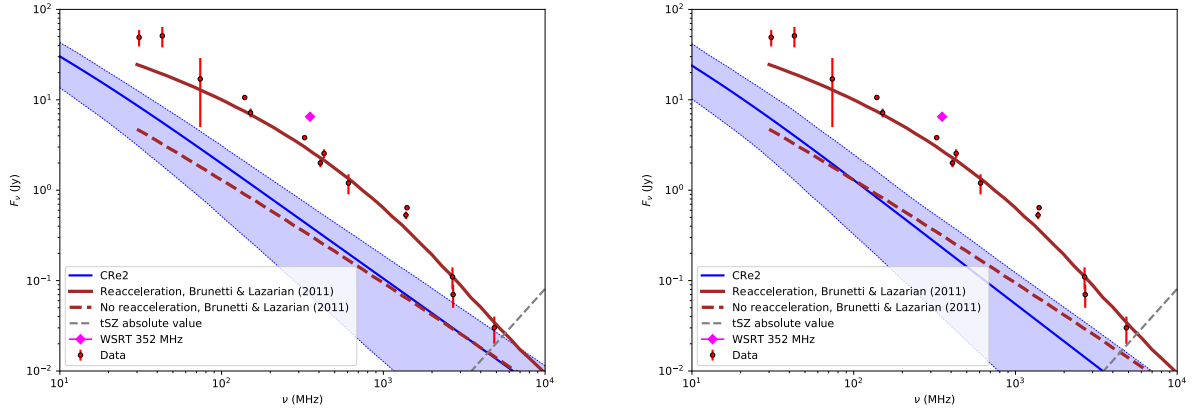 10²
10¹
10⁰
10⁻¹
10⁻²
F_ν (Jy)
CRe2
Reacceleration, Brunetti & Lazarian (2011)
No reacceleration, Brunetti & Lazarian (2011)
tSZ absolute value
WSRT 352 MHz
Data
10¹ 10² 10³ 10⁴
ν (MHz)
10²
10¹
10⁰
10⁻¹
10⁻²
F_ν (Jy)
CRe2
Reacceleration, Brunetti & Lazarian (2011)
No reacceleration, Brunetti & Lazarian (2011)
tSZ absolute value
WSRT 352 MHz
Data
10¹ 10² 10³ 10⁴
ν (MHz)